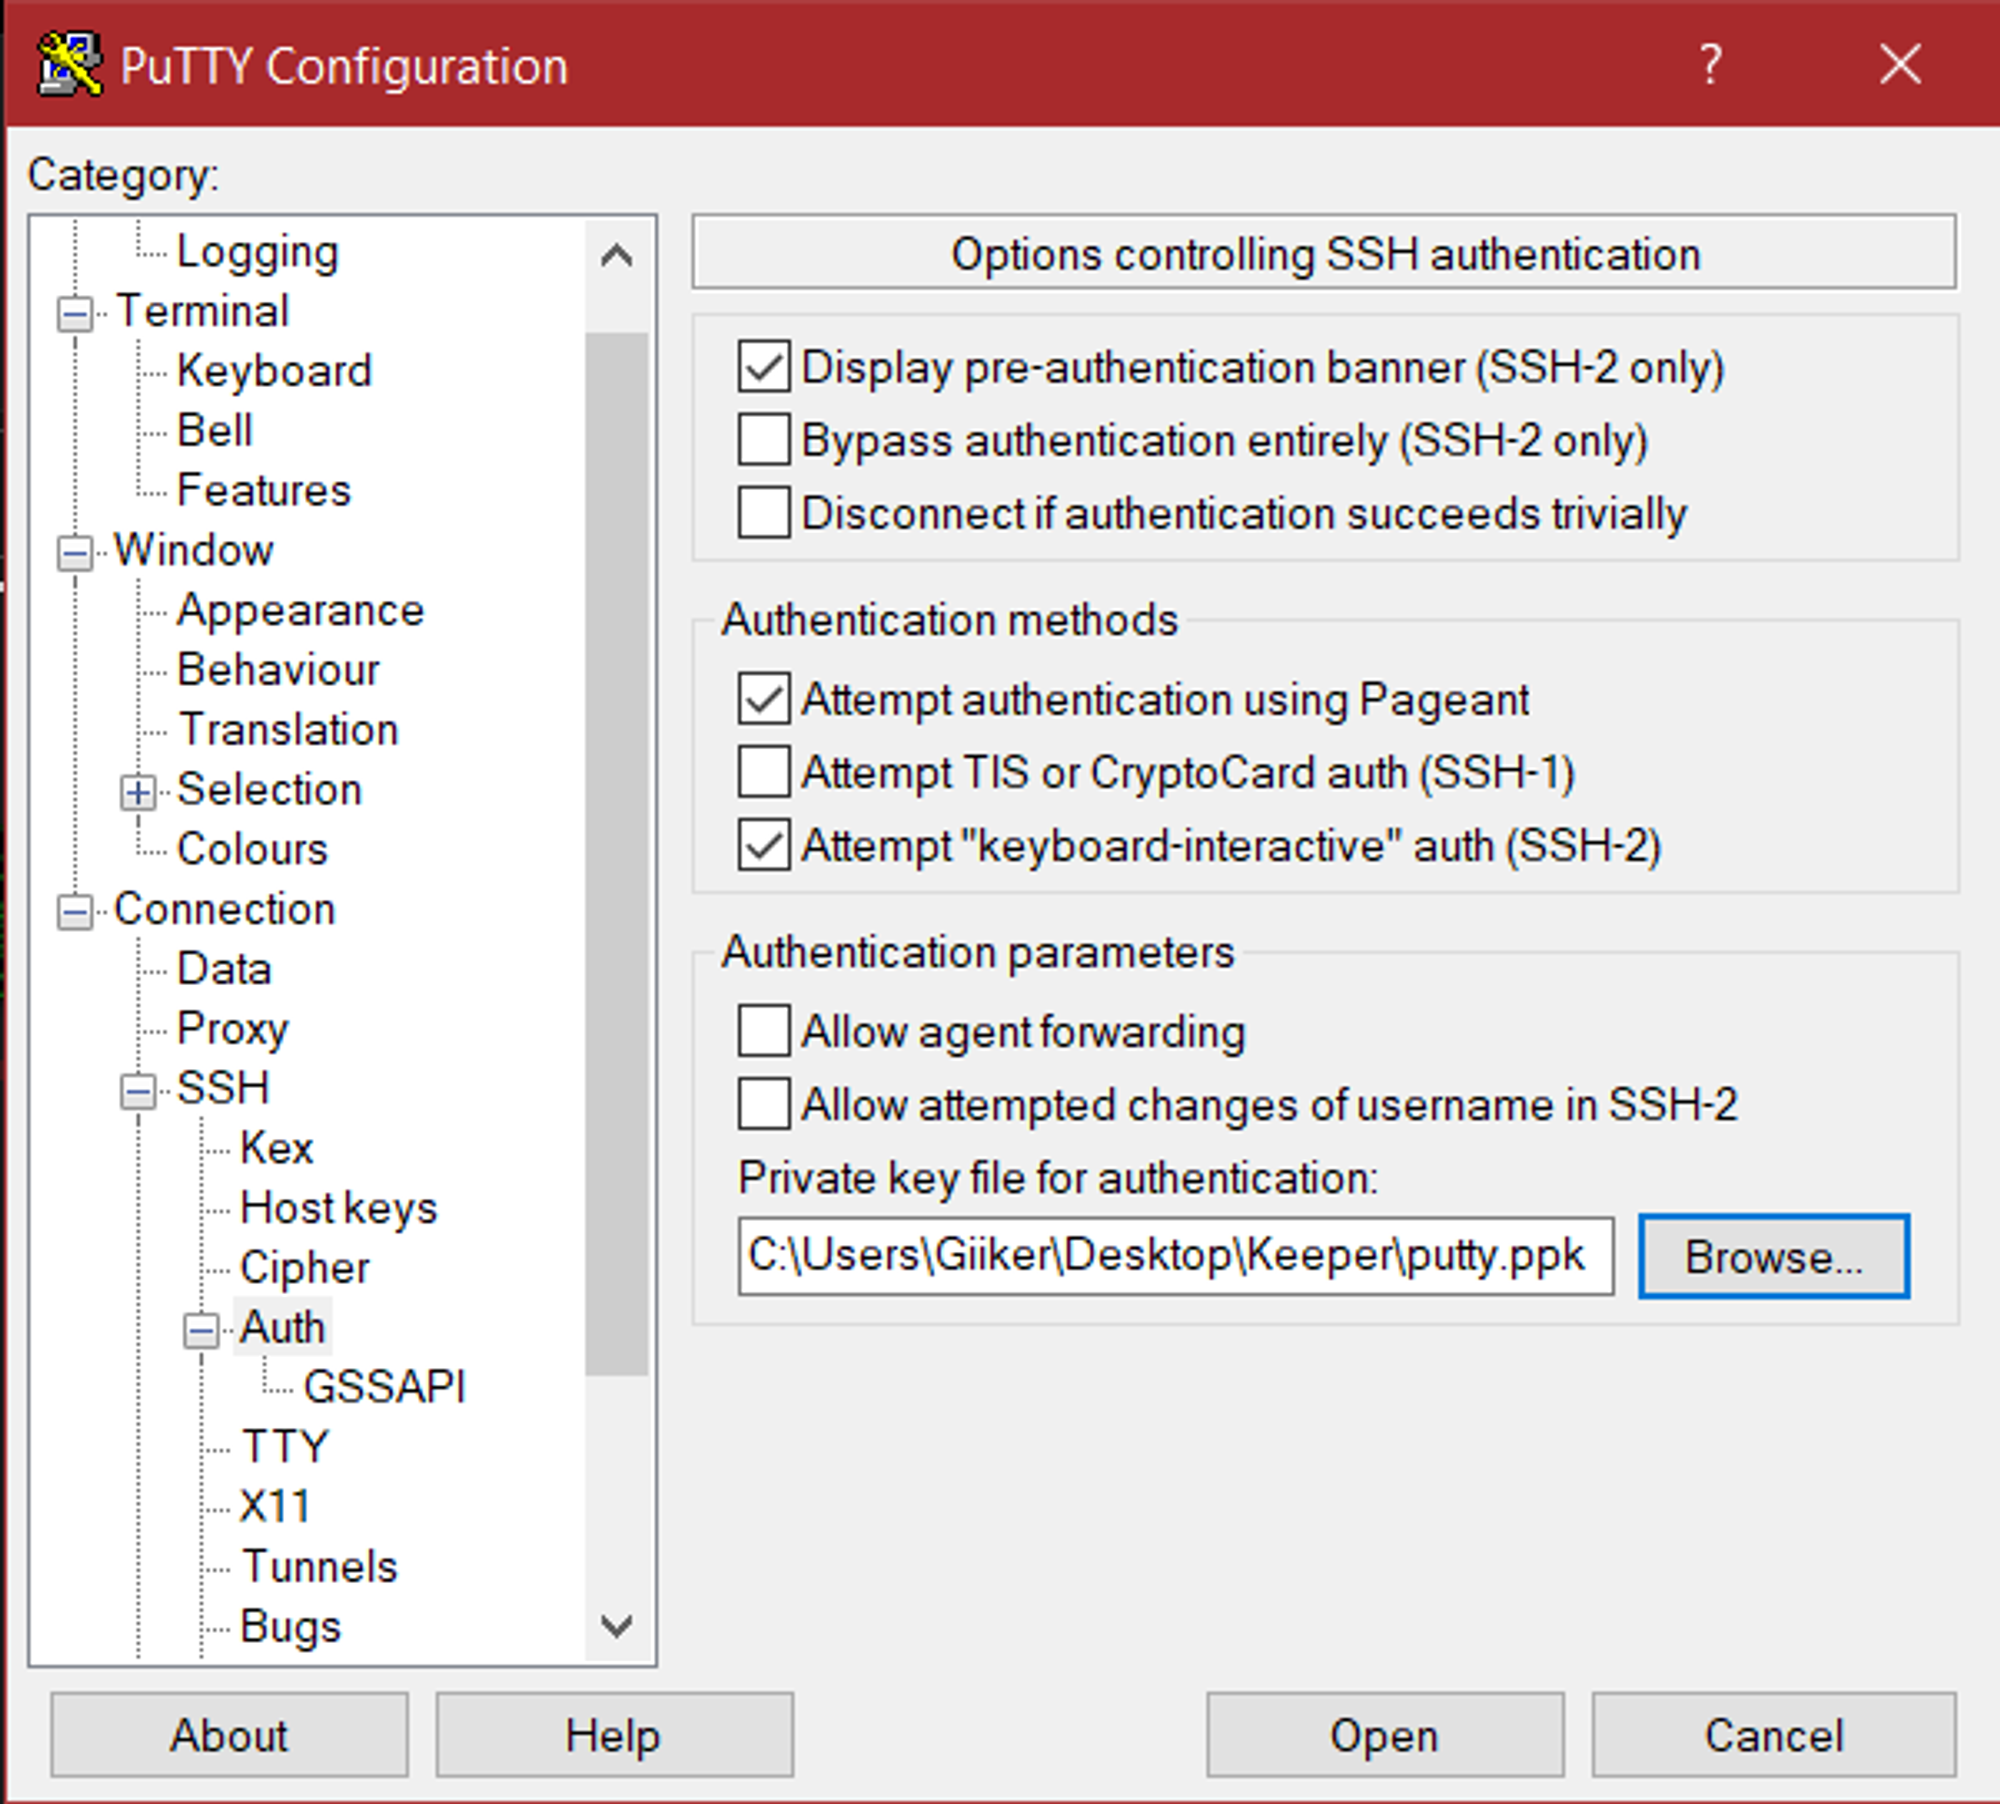 PuTTY Configuration
?
Category:
Logging
Terminal
Keyboard
Bell
Features
Window
Appearance
Behaviour
Translation
Selection
Colours
Connection
Data
Proxy
SSH
Kex
Host keys
Cipher
Auth
GSSAPI
TTY
X11
Tunnels
Bugs
Options controlling SSH authentication
Display pre-authentication banner (SSH-2 only)
Bypass authentication entirely (SSH-2 only)
Disconnect if authentication succeeds trivially
Authentication methods
Attempt authentication using Pageant
Attempt TIS or CryptoCard auth (SSH-1)
Attempt "keyboard-interactive" auth (SSH-2)
Authentication parameters
Allow agent forwarding
Allow attempted changes of username in SSH-2
Private key file for authentication:
C:\Users\Giiker\Desktop\Keeper\putty.ppk
Browse...
About
Help
Open
Cancel